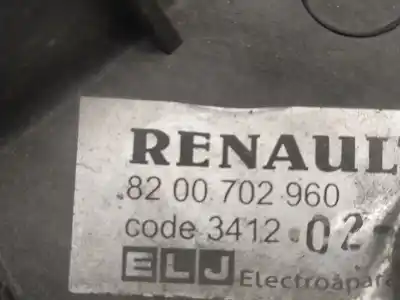 RENAULT
82 00 702 960
code 3412 02-
ELJ Electroapar